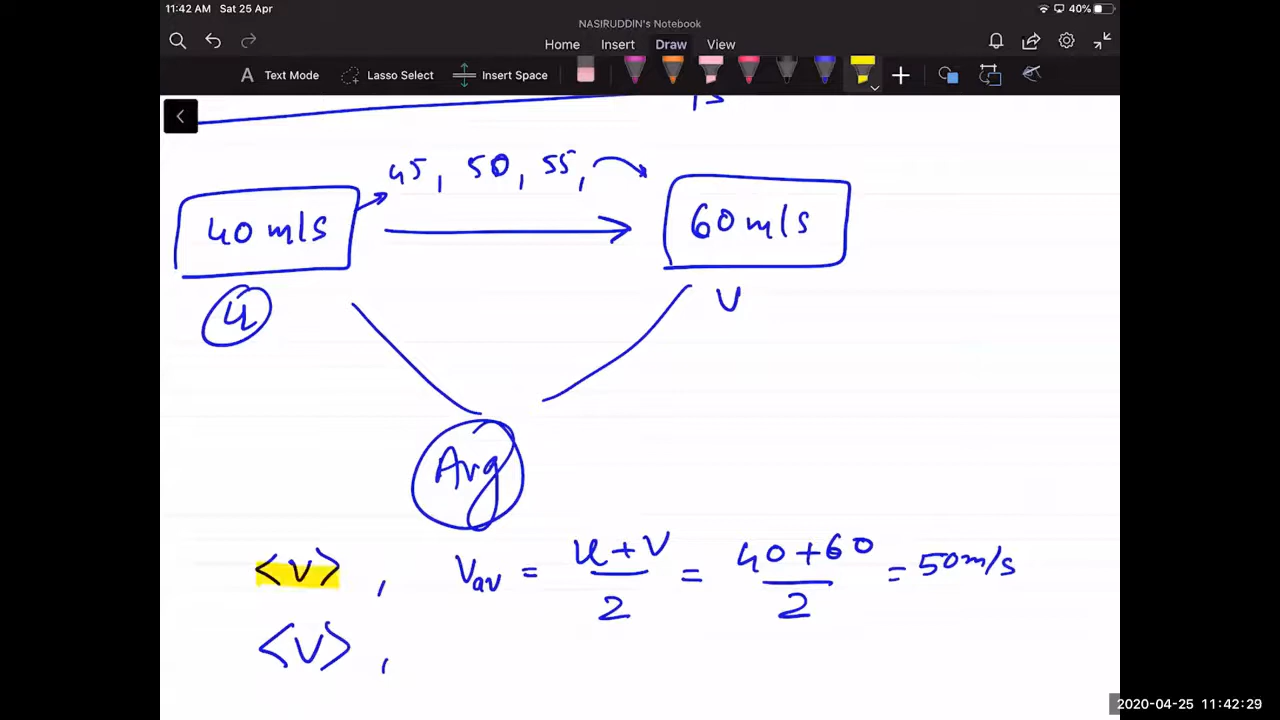 11:42 AM Sat 25 Apr
40%
NASIRUDDIN's Notebook
Home Insert Draw View
A Text Mode Lasso Select Insert Space
45, 50, 55,
40 m/s
60 m/s
u
v
Avg
<v>, Vav = u+v/2 = 40+60/2 = 50m/s
<v>,
2020-04-25 11:42:29